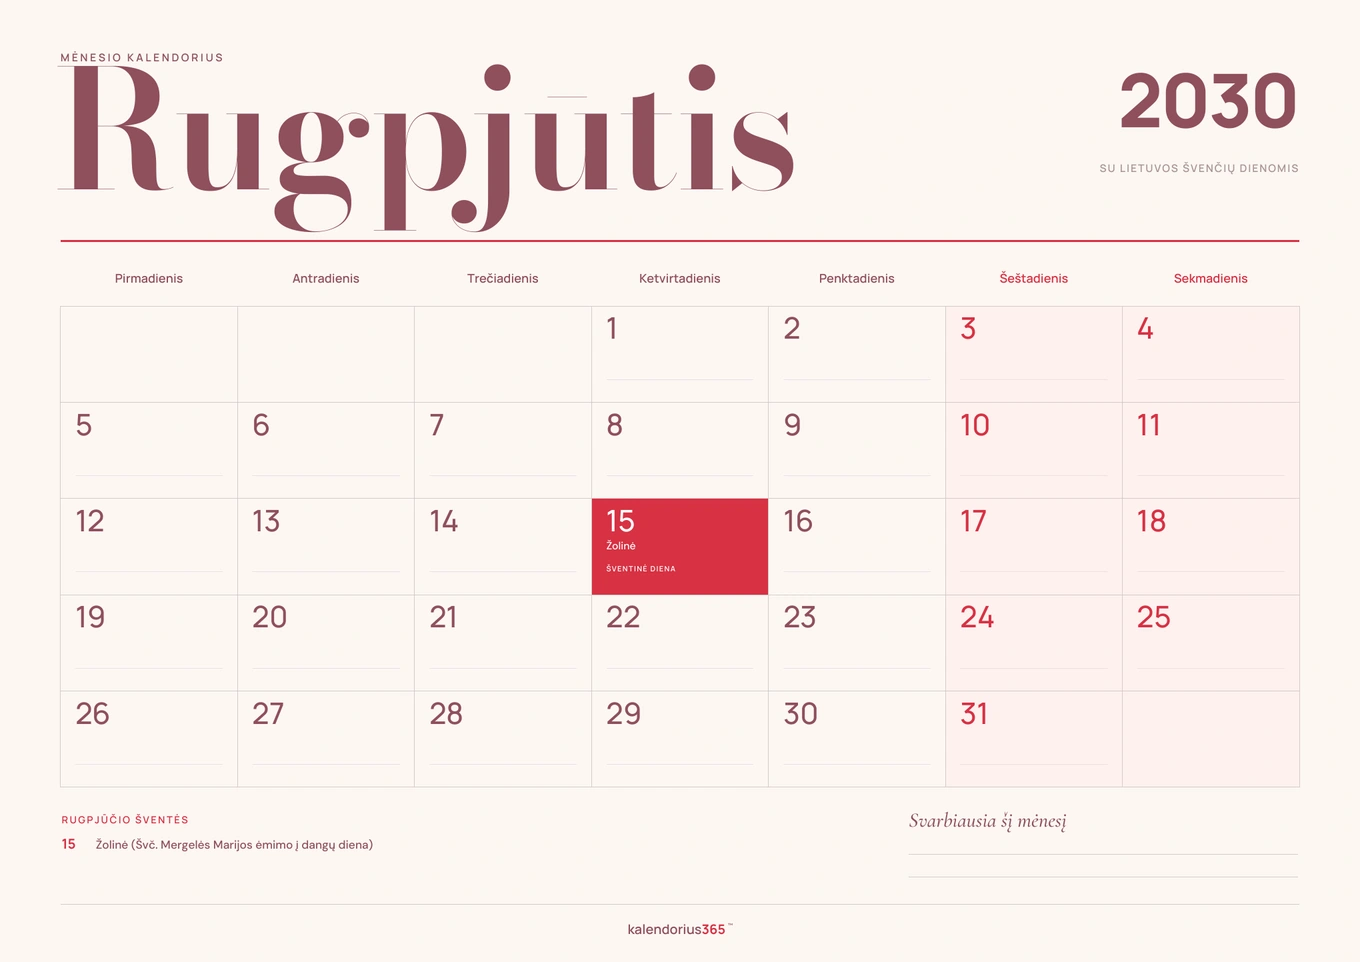 MĖNESIO KALENDORIUS
Rugpjūtis
2030
SU LIETUVOS ŠVENČIŲ DIENOMIS
Pirmadienis Antradienis Trečiadienis Ketvirtadienis Penktadienis Šeštadienis Sekmadienis
1 2 3 4
5 6 7 8 9 10 11
12 13 14 15 16 17 18
Žolinė
ŠVENTINĖ DIENA
19 20 21 22 23 24 25
26 27 28 29 30 31
RUGPJŪČIO ŠVENTĖS
15 Žolinė (Švč. Mergelės Marijos ėmimo į dangų diena)
Svarbiausia šį mėnesį
kalendorius365™